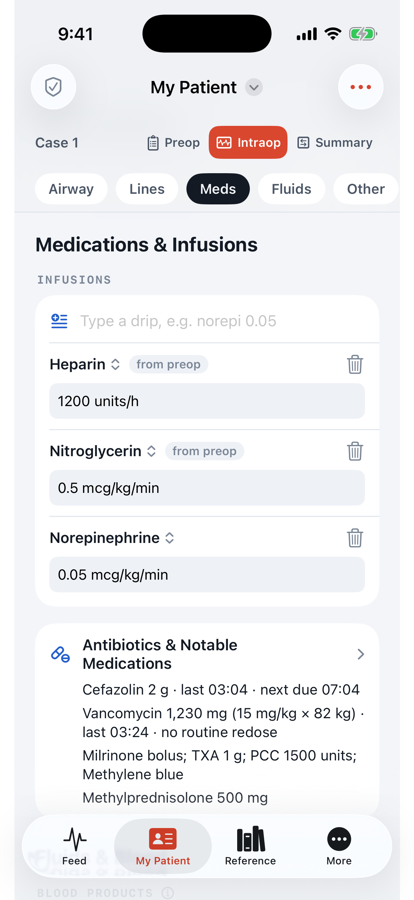 9:41
My Patient
Case 1
Preop
Intraop
Summary
Airway
Lines
Meds
Fluids
Other
Medications & Infusions
INFUSIONS
Type a drip, e.g. norepi 0.05
Heparin
from preop
1200 units/h
Nitroglycerin
from preop
0.5 mcg/kg/min
Norepinephrine
0.05 mcg/kg/min
Antibiotics & Notable
Medications
Cefazolin 2 g · last 03:04 · next due 07:04
Vancomycin 1,230 mg (15 mg/kg × 82 kg) ·
last 03:24 · no routine redose
Milrinone bolus; TXA 1 g; PCC 1500 units;
Methylene blue
Methylprednisolone 500 mg
Feed
My Patient
Reference
More
BLOOD PRODUCTS